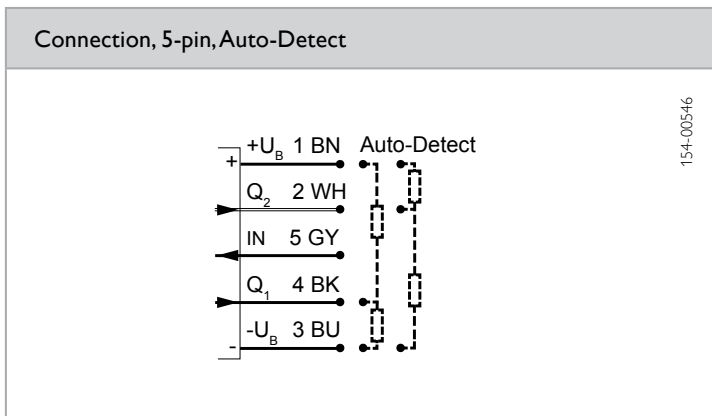 Connection, 5-pin, Auto-Detect
154-00546
+U_B 1 BN Auto-Detect
+
Q_2 2 WH
IN 5 GY
Q_1 4 BK
-U_B 3 BU
-